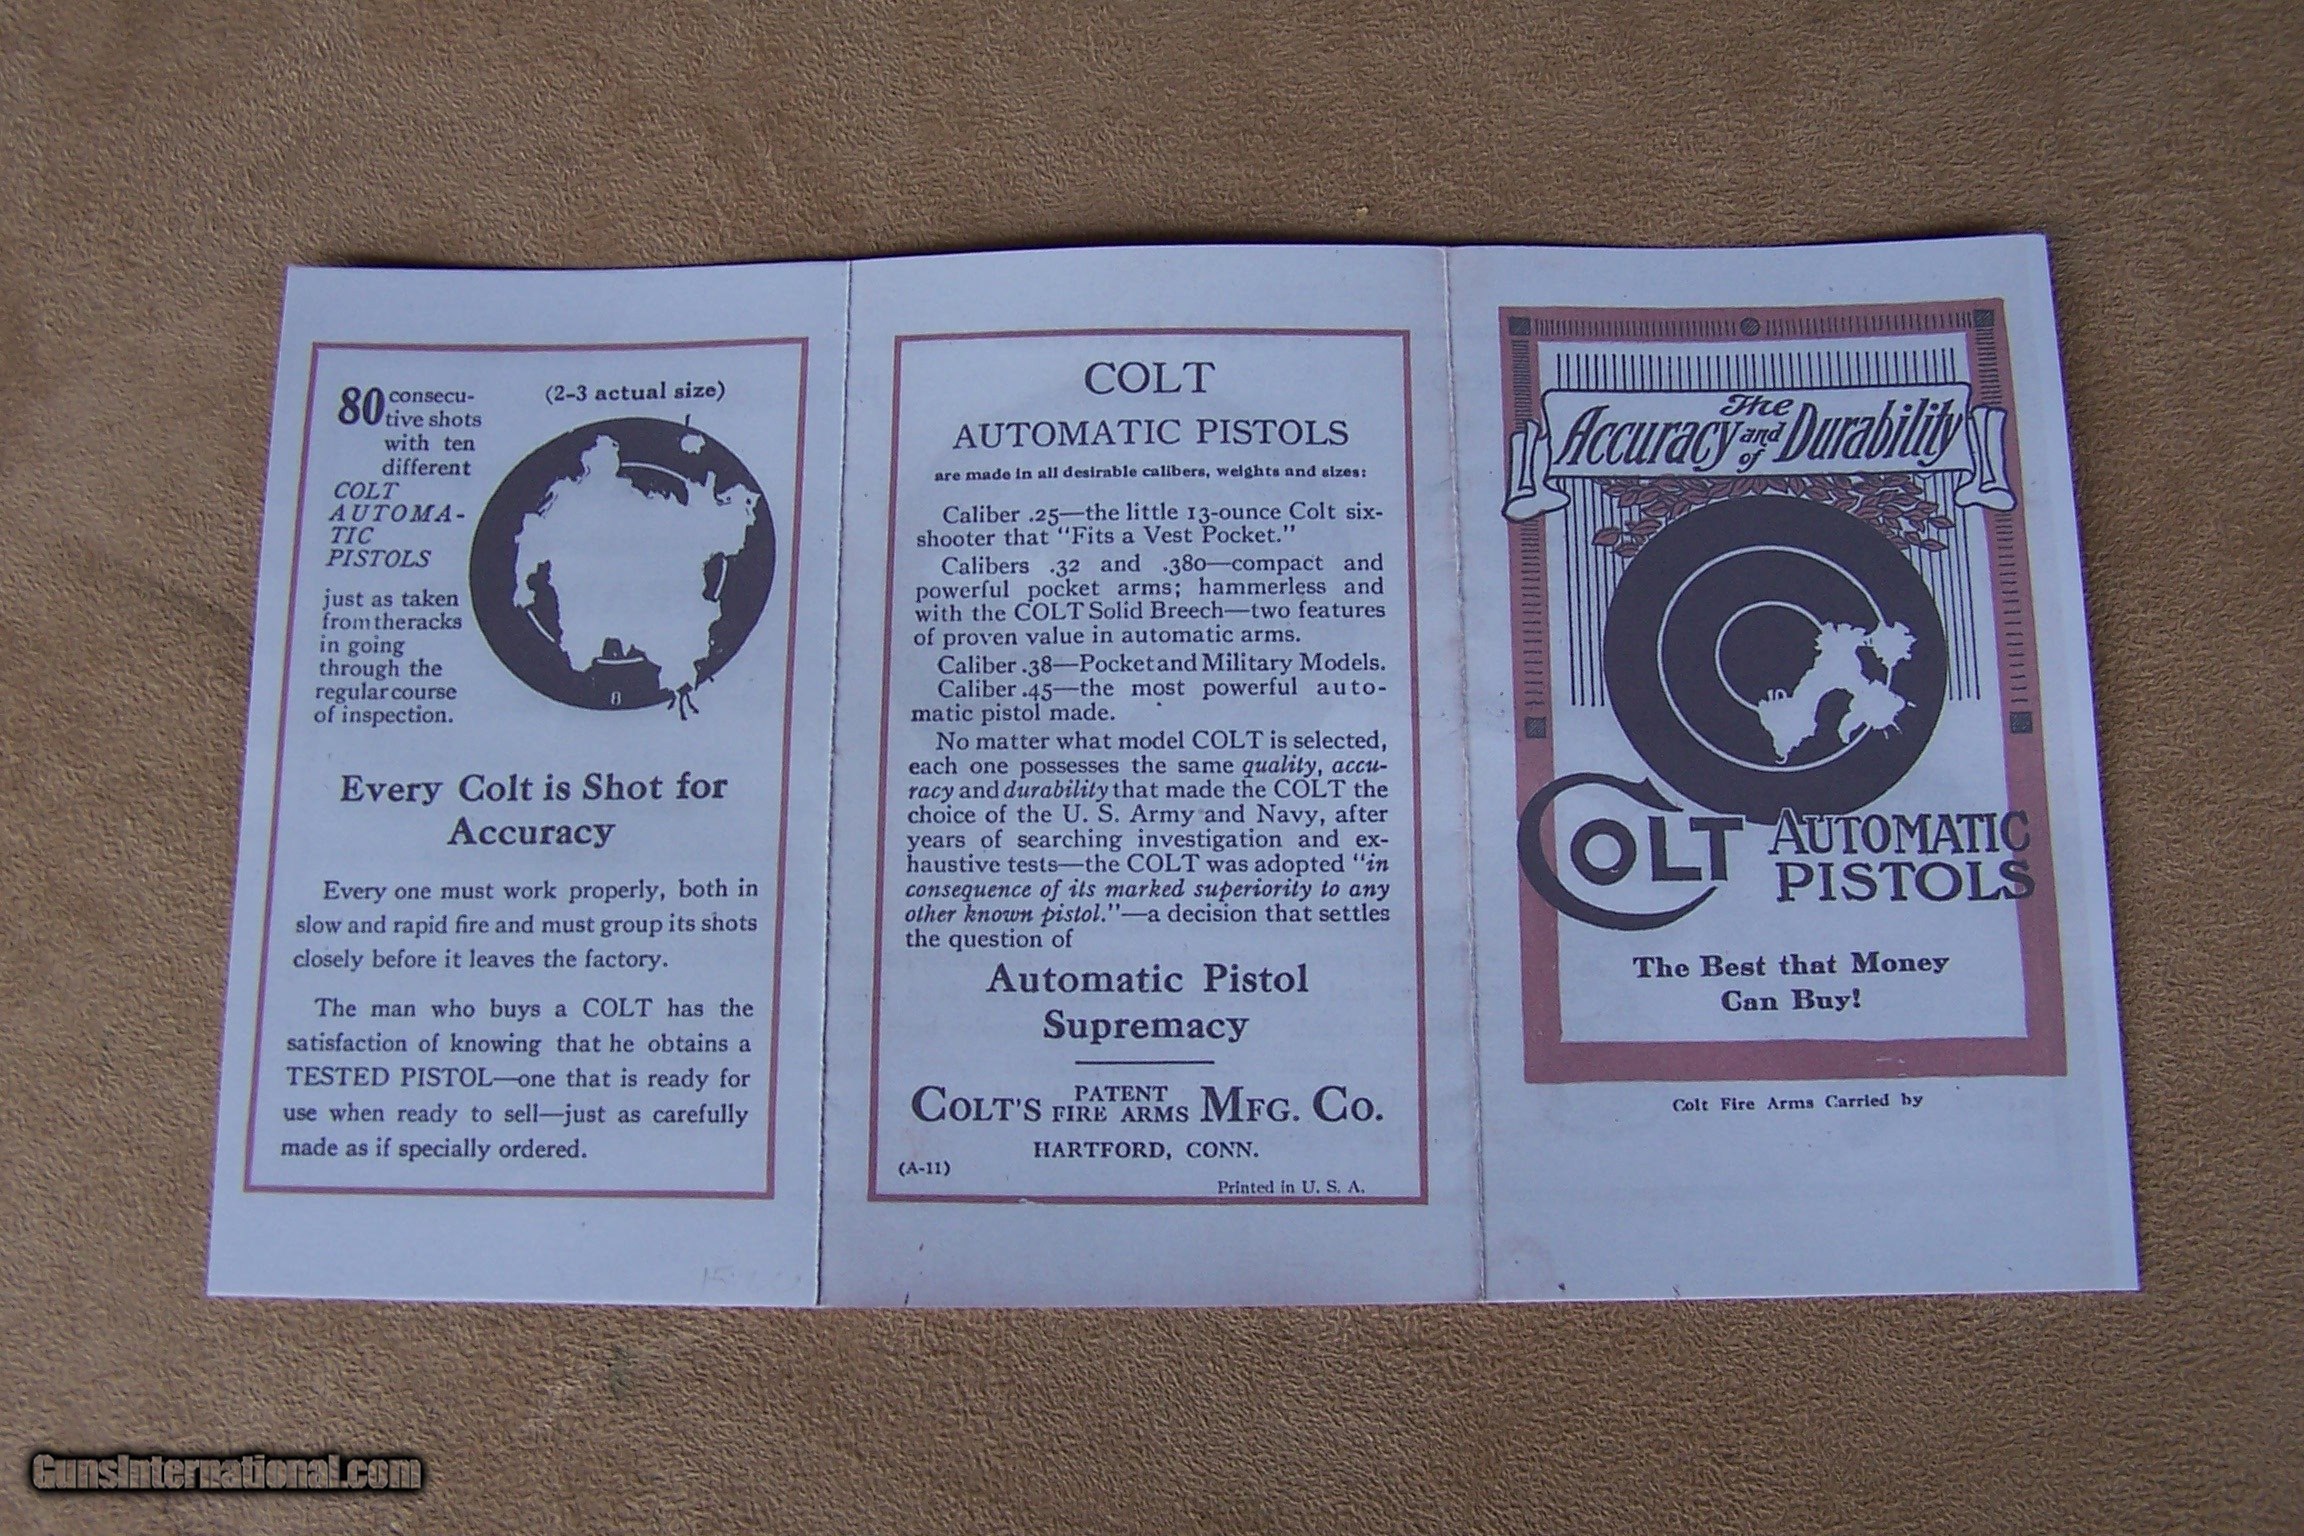 80 consecu-
tive shots
with ten
different
COLT
AUTOMA-
TIC
PISTOLS
just as taken
from theracks
in going
through the
regular course
of inspection.
(2-3 actual size)
8
Every Colt is Shot for
Accuracy
Every one must work properly, both in
slow and rapid fire and must group its shots
closely before it leaves the factory.
The man who buys a COLT has the
satisfaction of knowing that he obtains a
TESTED PISTOL—one that is ready for
use when ready to sell—just as carefully
made as if specially ordered.
COLT
AUTOMATIC PISTOLS
are made in all desirable calibers, weights and sizes:
Caliber .25—the little 13-ounce Colt six-
shooter that "Fits a Vest Pocket."
Calibers .32 and .380—compact and
powerful pocket arms; hammerless and
with the COLT Solid Breech—two features
of proven value in automatic arms.
Caliber .38—Pocket and Military Models.
Caliber .45—the most powerful auto-
matic pistol made.
No matter what model COLT is selected,
each one possesses the same quality, accu-
racy and durability that made the COLT the
choice of the U. S. Army and Navy, after
years of searching investigation and ex-
haustive tests—the COLT was adopted "in
consequence of its marked superiority to any
other known pistol."—a decision that settles
the question of
Automatic Pistol
Supremacy
COLT'S PATENT FIRE ARMS MFG. CO.
HARTFORD, CONN.
(A-11)
Printed in U. S. A.
The
Accuracy and Durability
of
COLT AUTOMATIC
PISTOLS
The Best that Money
Can Buy!
Colt Fire Arms Carried by
GunsInternational.com